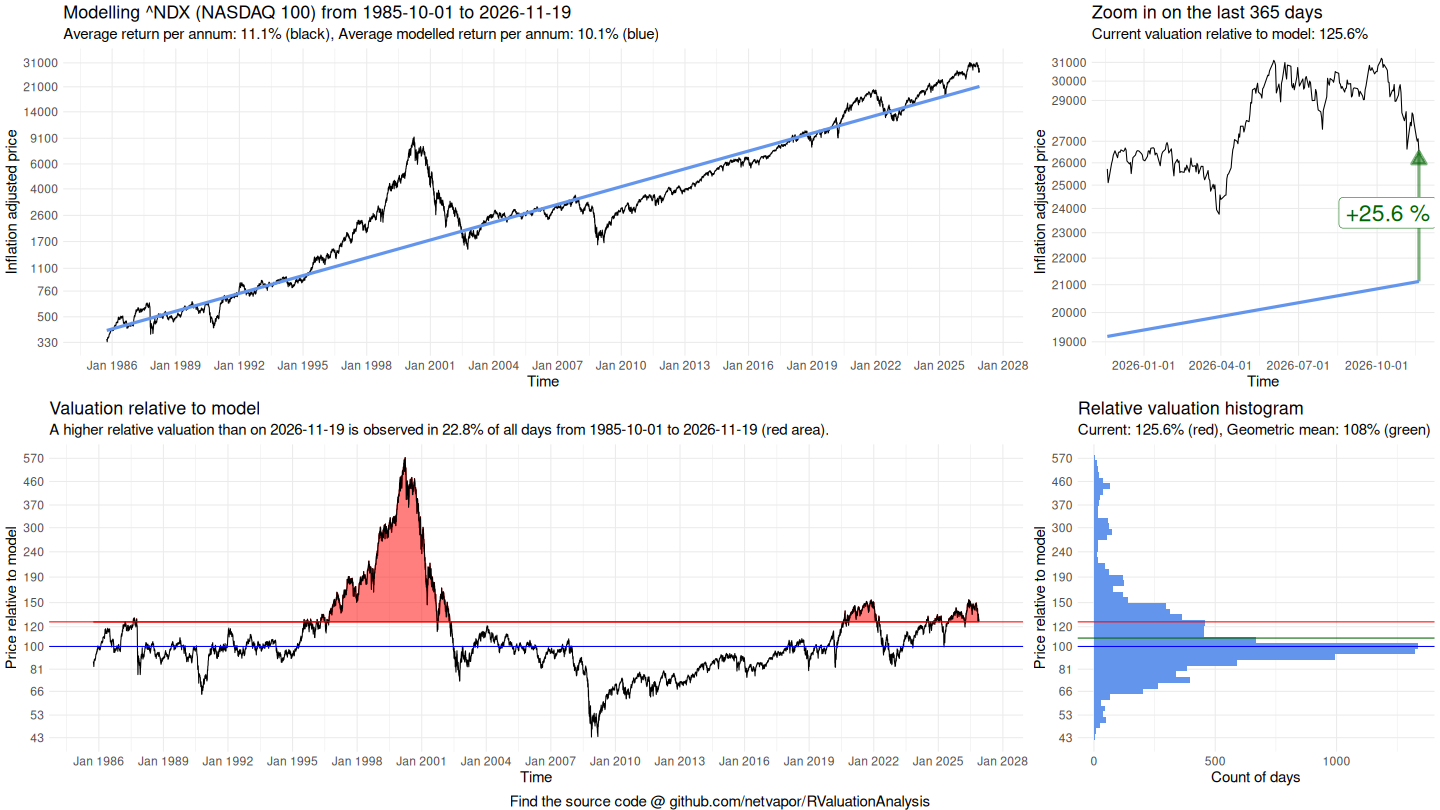 Modelling ^NDX (NASDAQ 100) from 1985-10-01 to 2026-11-19
Average return per annum: 11.1% (black), Average modelled return per annum: 10.1% (blue)
Inflation adjusted price
31000
21000
14000
9100
6000
4000
2600
1700
1100
760
500
330
Jan 1986 Jan 1989 Jan 1992 Jan 1995 Jan 1998 Jan 2001 Jan 2004 Jan 2007 Jan 2010 Jan 2013 Jan 2016 Jan 2019 Jan 2022 Jan 2025 Jan 2028
Time
Zoom in on the last 365 days
Current valuation relative to model: 125.6%
Inflation adjusted price
31000
30000
29000
27000
26000
25000
24000
23000
22000
21000
20000
19000
+25.6 %
2026-01-01 2026-04-01 2026-07-01 2026-10-01
Time
Valuation relative to model
A higher relative valuation than on 2026-11-19 is observed in 22.8% of all days from 1985-10-01 to 2026-11-19 (red area).
Price relative to model
570
460
370
300
240
190
150
120
100
81
66
53
43
Jan 1986 Jan 1989 Jan 1992 Jan 1995 Jan 1998 Jan 2001 Jan 2004 Jan 2007 Jan 2010 Jan 2013 Jan 2016 Jan 2019 Jan 2022 Jan 2025 Jan 2028
Time
Relative valuation histogram
Current: 125.6% (red), Geometric mean: 108% (green)
Price relative to model
570
460
370
300
240
190
150
120
100
81
66
53
43
0 500 1000
Count of days
Find the source code @ github.com/netvapor/RValuationAnalysis